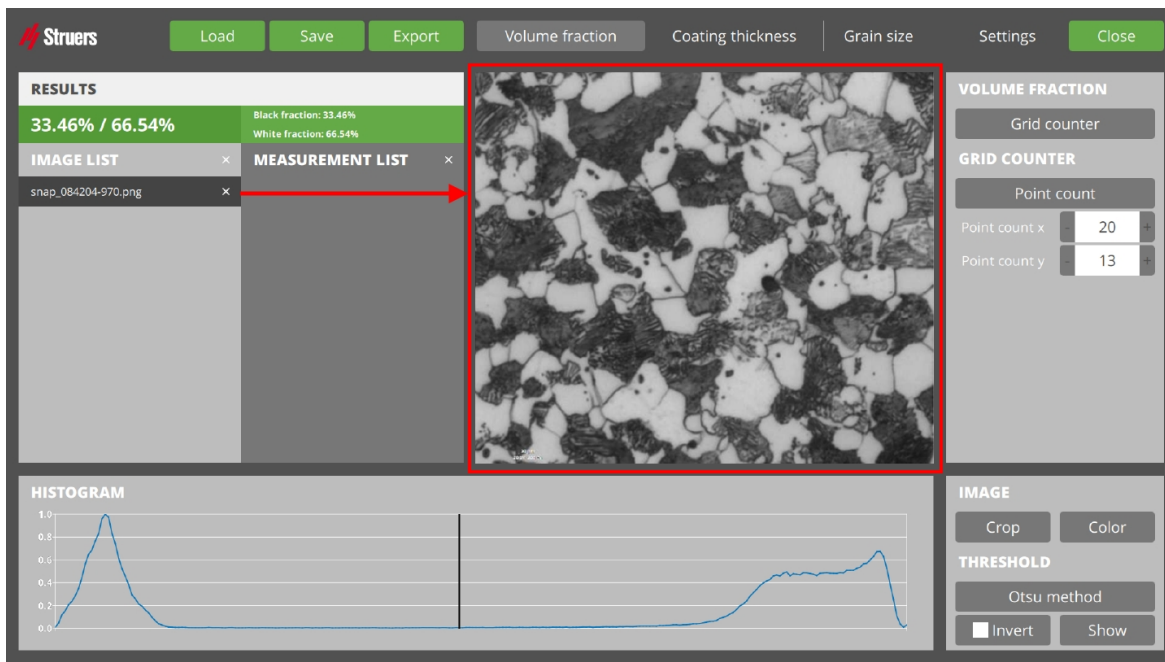 Struers
Load
Save
Export
Volume fraction
Coating thickness
Grain size
Settings
Close
RESULTS
33.46% / 66.54%
Black fraction: 33.46%
White fraction: 66.54%
IMAGE LIST ×
MEASUREMENT LIST ×
snap_084204-970.png ×
VOLUME FRACTION
Grid counter
GRID COUNTER
Point count
Point count x - 20 +
Point count y - 13 +
HISTOGRAM
1.0
0.8
0.6
0.4
0.2
0.0
IMAGE
Crop
Color
THRESHOLD
Otsu method
Invert
Show